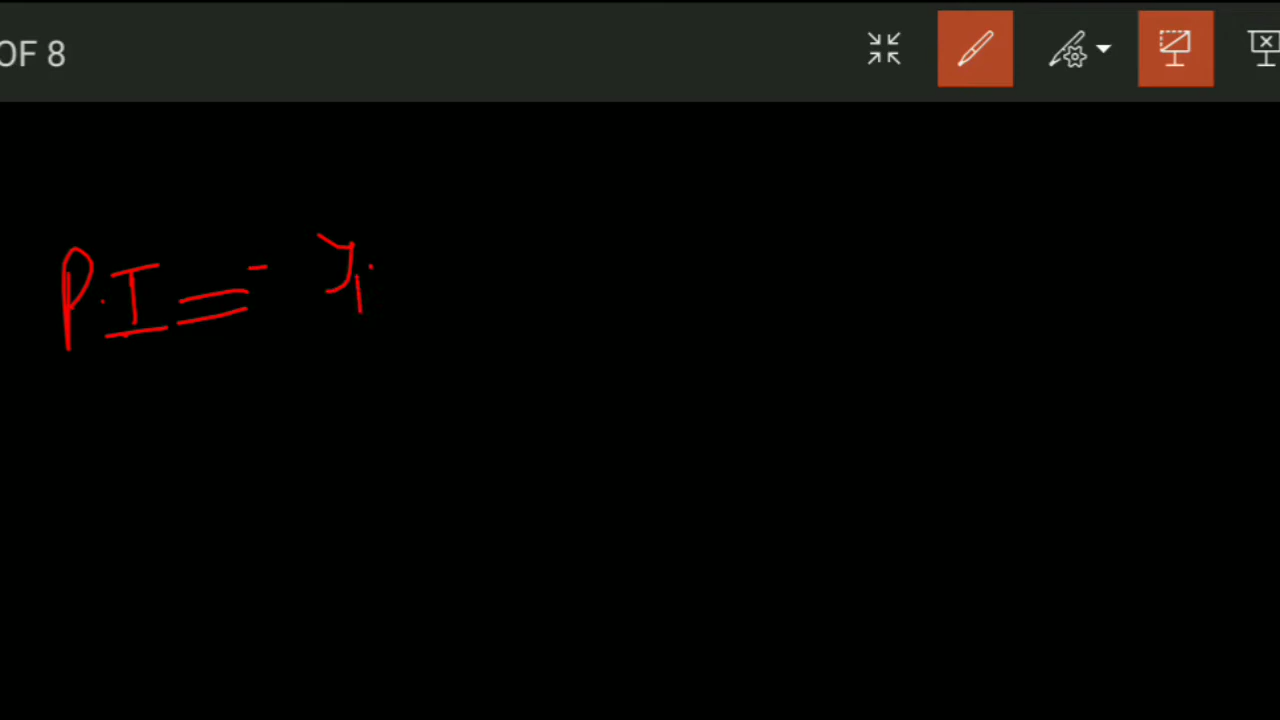 OF 8
P.I =